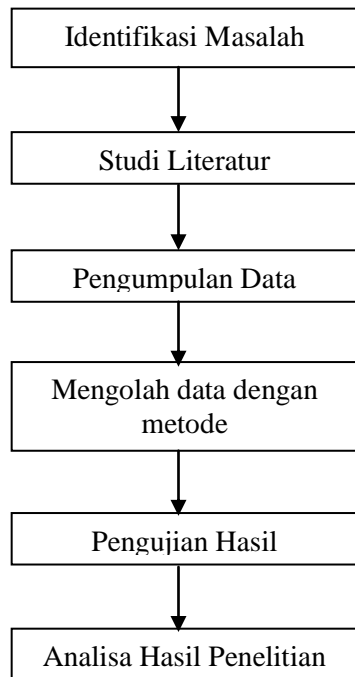 Identifikasi Masalah
Studi Literatur
Pengumpulan Data
Mengolah data dengan
metode
Pengujian Hasil
Analisa Hasil Penelitian